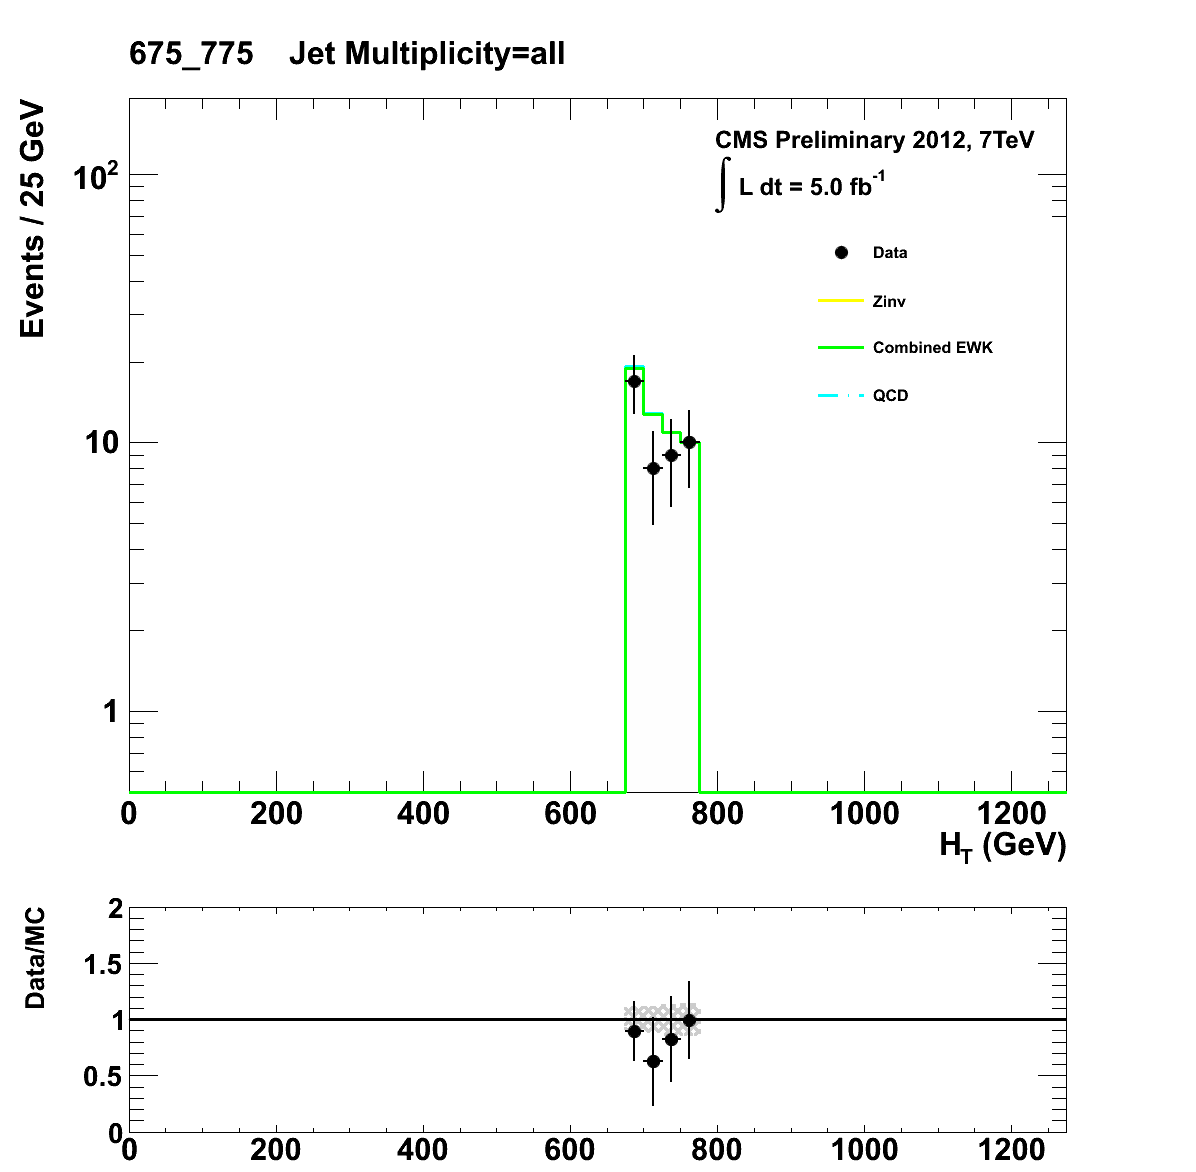 675_775 Jet Multiplicity=all
Events / 25 GeV
CMS Preliminary 2012, 7TeV
∫ L dt = 5.0 fb⁻¹
Data
Zinv
Combined EWK
QCD
10²
10
1
0 200 400 600 800 1000 1200
H_T (GeV)
Data/MC
2
1.5
1
0.5
0
0 200 400 600 800 1000 1200